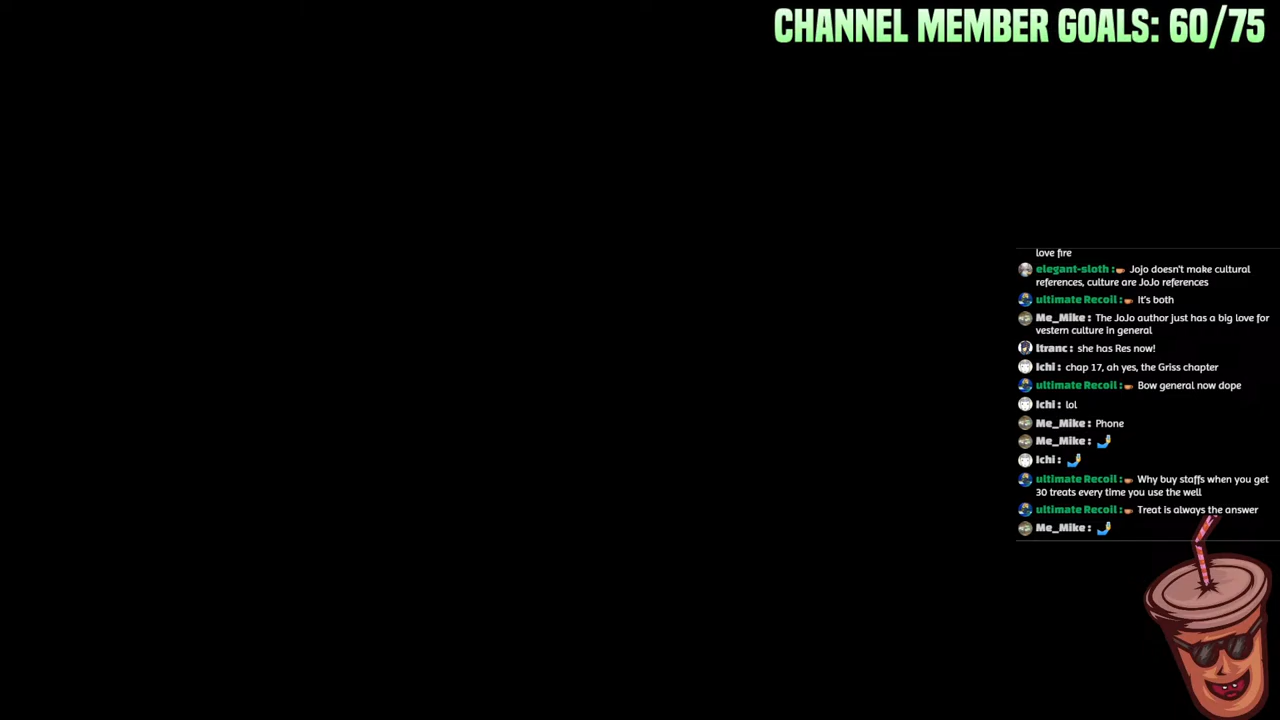 CHANNEL MEMBER GOALS: 60/75
love fire
elegant-sloth : Jojo doesn't make cultural
references, culture are JoJo references
ultimate Recoil : It's both
Me_Mike : The JoJo author just has a big love for
vestern culture in general
ltranc : she has Res now!
Ichi : chap 17, ah yes, the Griss chapter
ultimate Recoil : Bow general now dope
Ichi : lol
Me_Mike : Phone
Me_Mike :
Ichi :
ultimate Recoil : Why buy staffs when you get
30 treats every time you use the well
ultimate Recoil : Treat is always the answer
Me_Mike :